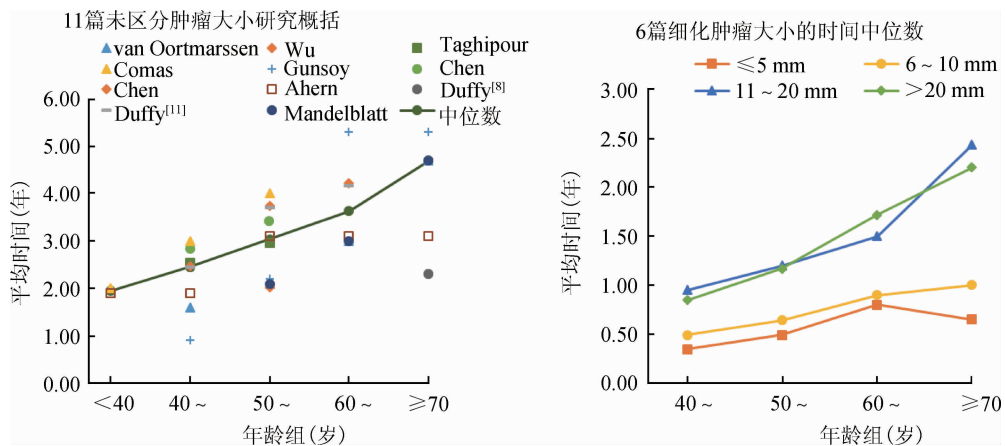 11篇未区分肿瘤大小研究概括
van Oortmarssen
Wu
Taghipour
Comas
Gunsoy
Chen
Chen
Ahern
Duffy[8]
Duffy[11]
Mandelblatt
中位数
6.00
5.00
4.00
3.00
2.00
1.00
0.00
平均时间(年)
<40
40~
50~
60~
≥70
年龄组(岁)
6篇细化肿瘤大小的时间中位数
≤5 mm
6~10 mm
11~20 mm
>20 mm
3.00
2.50
2.00
1.50
1.00
0.50
0.00
平均时间(年)
40~
50~
60~
≥70
年龄组(岁)